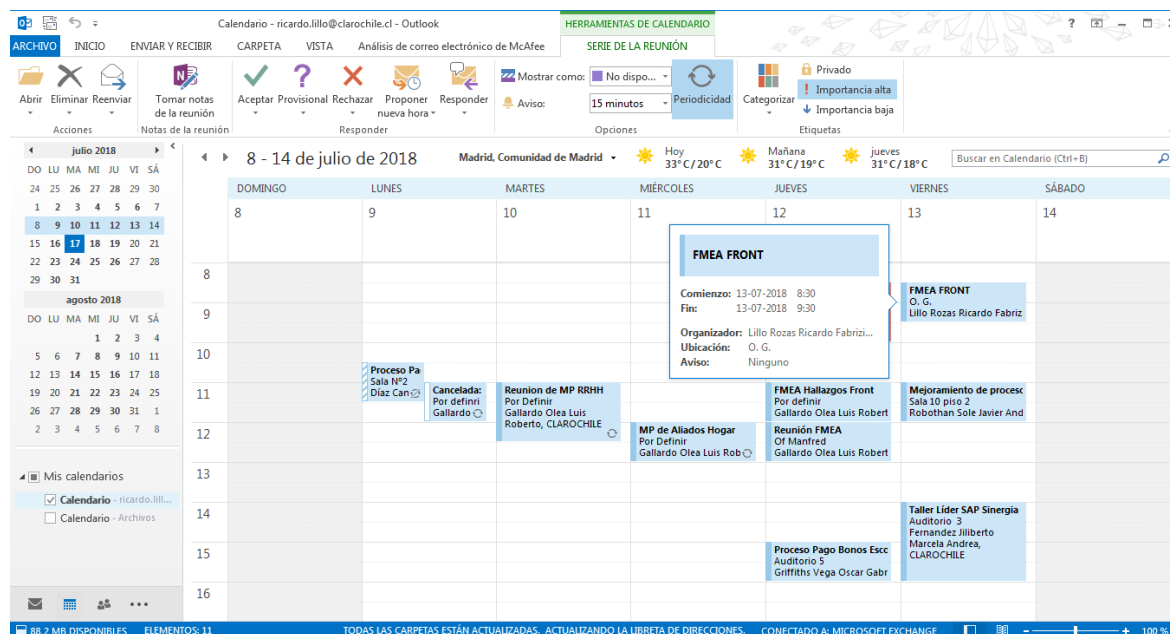 Calendario - ricardo.lillo@clarochile.cl - Outlook
HERRAMIENTAS DE CALENDARIO
?
ARCHIVO INICIO ENVIAR Y RECIBIR CARPETA VISTA Análisis de correo electrónico de McAfee SERIE DE LA REUNIÓN
Abrir Eliminar Reenviar
Acciones
Tomar notas
de la reunión
Notas de la reunión
Aceptar Provisional Rechazar Proponer
nueva hora
Responder
Responder
Mostrar como: No dispo...
Aviso: 15 minutos
Periodicidad
Opciones
Categorizar
Privado
Importancia alta
Importancia baja
Etiquetas
julio 2018
DO LU MA MI JU VI SÁ
24 25 26 27 28 29 30
1 2 3 4 5 6 7
8 9 10 11 12 13 14
15 16 17 18 19 20 21
22 23 24 25 26 27 28
29 30 31
agosto 2018
DO LU MA MI JU VI SÁ
1 2 3 4
5 6 7 8 9 10 11
12 13 14 15 16 17 18
19 20 21 22 23 24 25
26 27 28 29 30 31 1
2 3 4 5 6 7 8
Mis calendarios
Calendario - ricardo.lill...
Calendario - Archivos
8 - 14 de julio de 2018
Madrid, Comunidad de Madrid
Hoy
33°C/20°C
Mañana
31°C/19°C
jueves
31°C/18°C
Buscar en Calendario (Ctrl+B)
DOMINGO LUNES MARTES MIÉRCOLES JUEVES VIERNES SÁBADO
8 9 10 11 12 13 14
8
9
10
11
12
13
14
15
16
Proceso Pa
Sala Nº2
Díaz Can
Cancelada:
Por definri
Gallardo
Reunion de MP RRHH
Por Definir
Gallardo Olea Luis
Roberto, CLAROCHILE
MP de Aliados Hogar
Por Definir
Gallardo Olea Luis Rob
FMEA FRONT
Comienzo: 13-07-2018 8:30
Fin: 13-07-2018 9:30
Organizador: Lillo Rozas Ricardo Fabrizi...
Ubicación: O. G.
Aviso: Ninguno
FMEA Hallazgos Front
Por definir
Gallardo Olea Luis Robert
Reunión FMEA
Of Manfred
Gallardo Olea Luis Robert
Proceso Pago Bonos Escc
Auditorio 5
Griffiths Vega Oscar Gabr
FMEA FRONT
O. G.
Lillo Rozas Ricardo Fabriz
Mejoramiento de procesc
Sala 10 piso 2
Robothan Sole Javier And
Taller Líder SAP Sinergia
Auditorio 3
Fernandez Jiliberto
Marcela Andrea,
CLAROCHILE
88,2 MB DISPONIBLES ELEMENTOS: 11 TODAS LAS CARPETAS ESTÁN ACTUALIZADAS. ACTUALIZANDO LA LIBRETA DE DIRECCIONES. CONECTADO A: MICROSOFT EXCHANGE 100 %